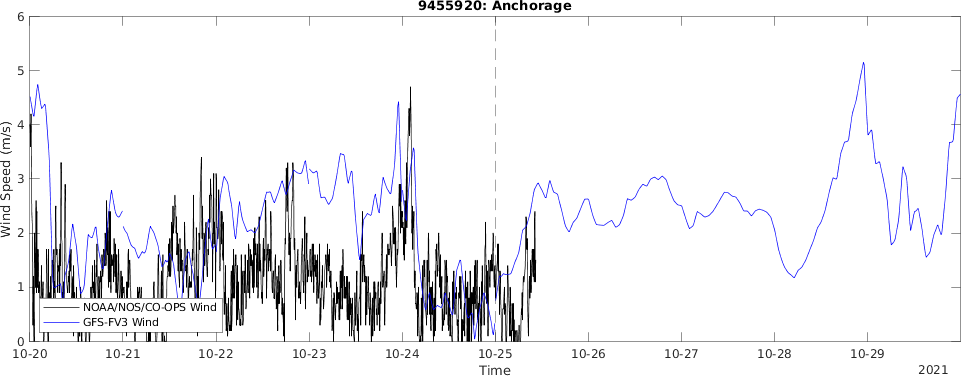 9455920: Anchorage
6
5
4
3
2
1
0
Wind Speed (m/s)
NOAA/NOS/CO-OPS Wind
GFS-FV3 Wind
10-20 10-21 10-22 10-23 10-24 10-25 10-26 10-27 10-28 10-29
Time
2021